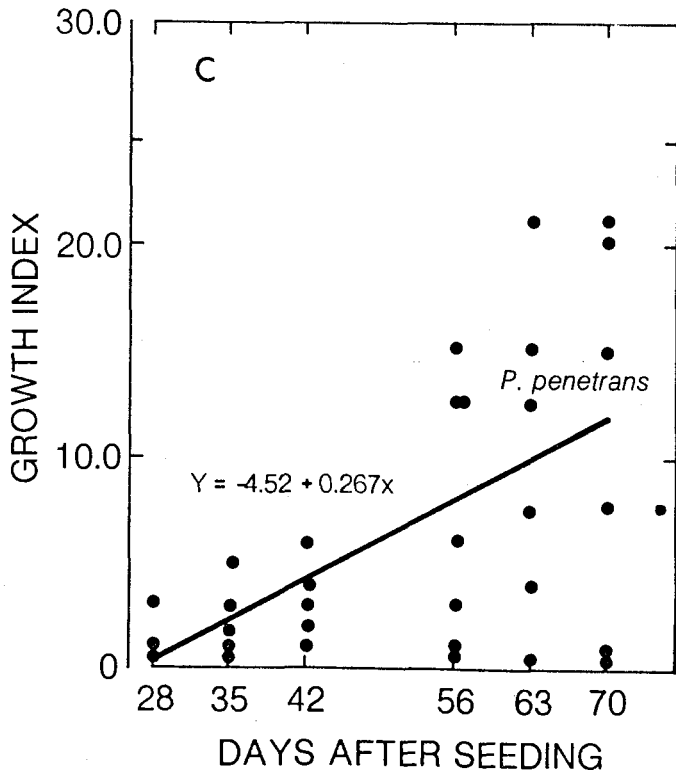 30.0
C
20.0
GROWTH INDEX
P. penetrans
10.0
Y = -4.52 + 0.267x
0
28 35 42 56 63 70
DAYS AFTER SEEDING